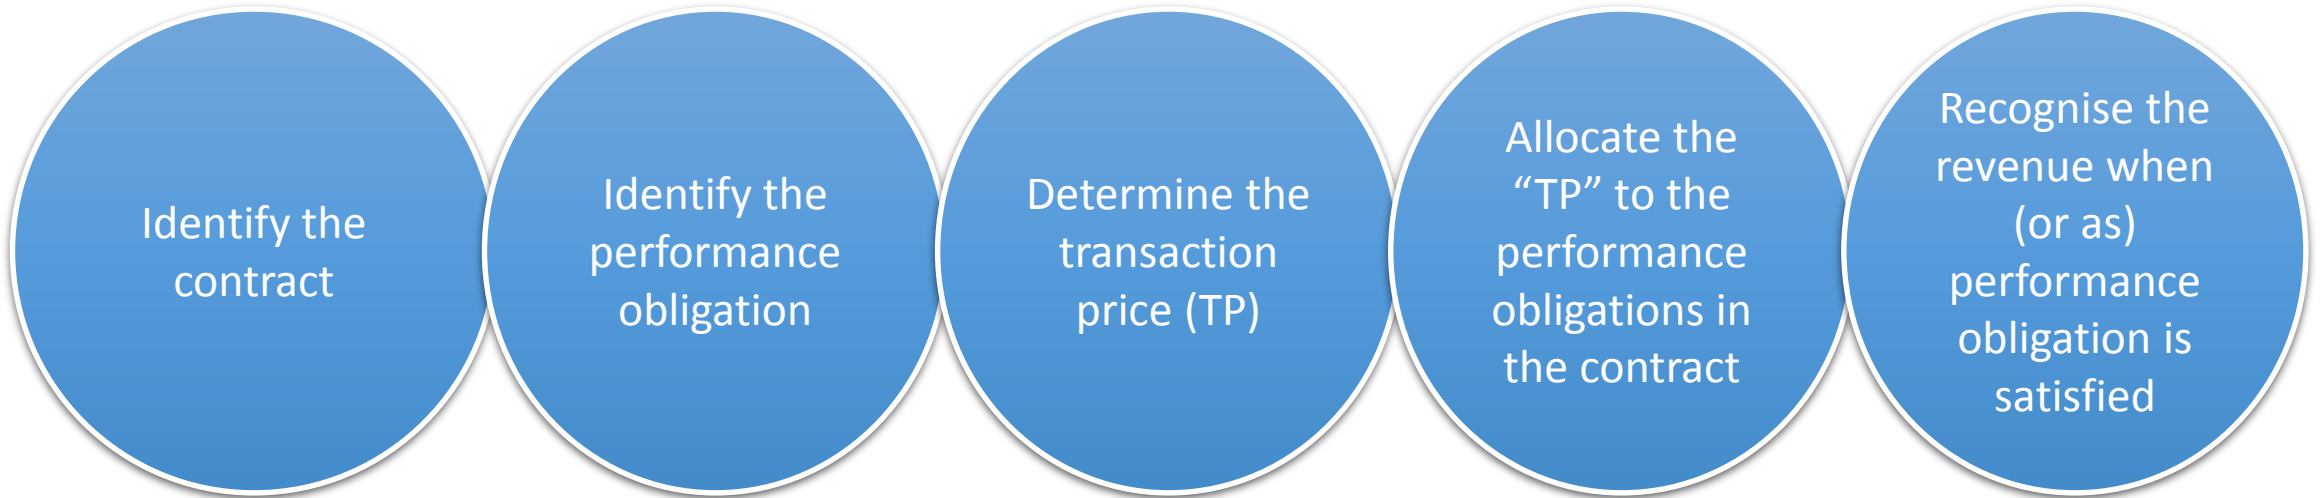 Identify the
contract
Identify the
performance
obligation
Determine the
transaction
price (TP)
Allocate the
“TP” to the
performance
obligations in
the contract
Recognise the
revenue when
(or as)
performance
obligation is
satisfied